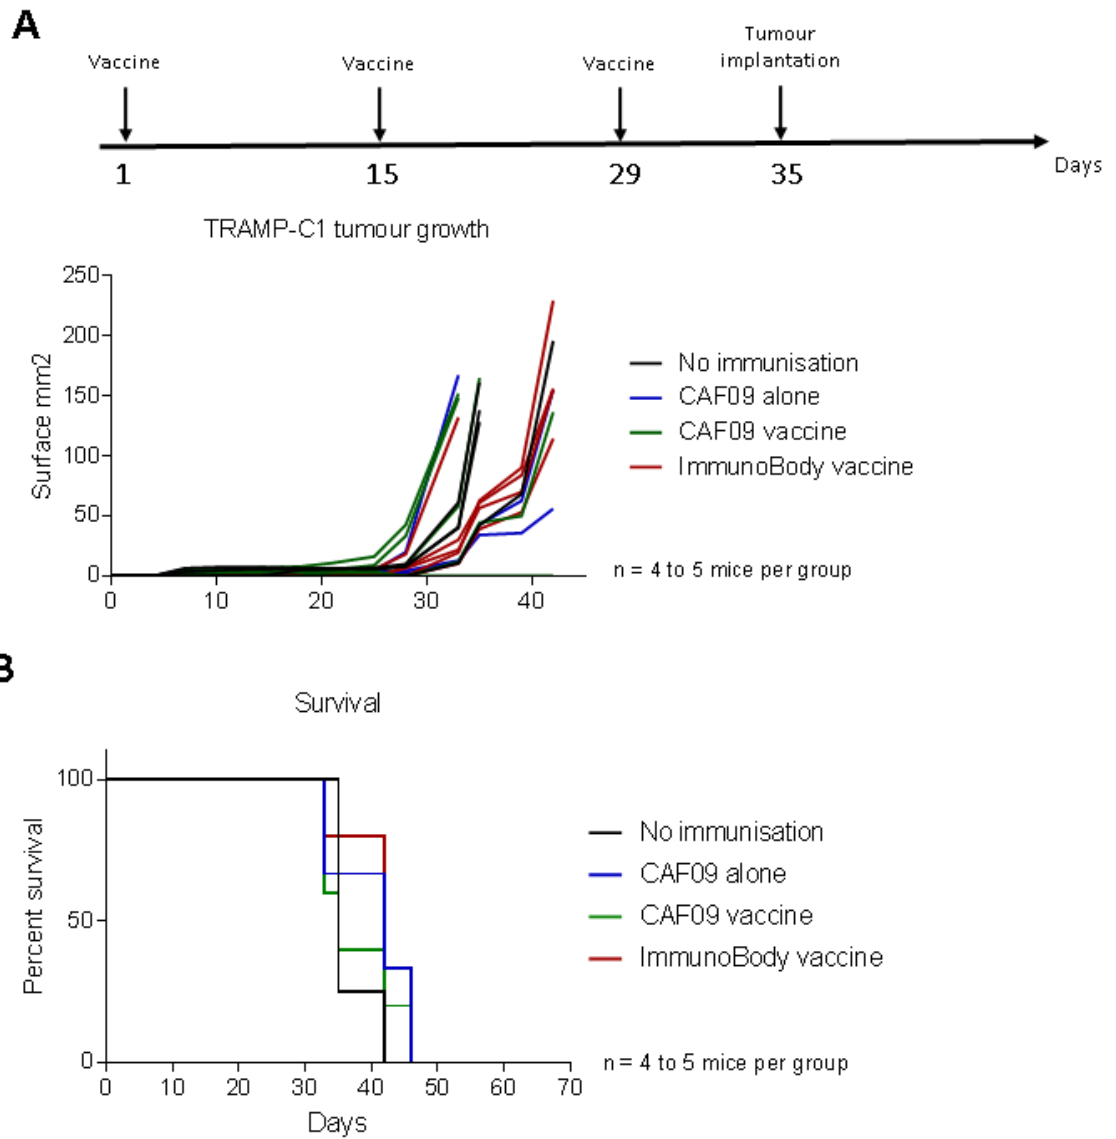 A
Vaccine
Vaccine
Vaccine
Tumour
implantation
1
15
29
35
Days
TRAMP-C1 tumour growth
250
200
150
100
50
0
Surface mm2
0
10
20
30
40
No immunisation
CAF09 alone
CAF09 vaccine
ImmunoBody vaccine
n = 4 to 5 mice per group
B
Survival
100
50
0
Percent survival
0
10
20
30
40
50
60
70
Days
No immunisation
CAF09 alone
CAF09 vaccine
ImmunoBody vaccine
n = 4 to 5 mice per group